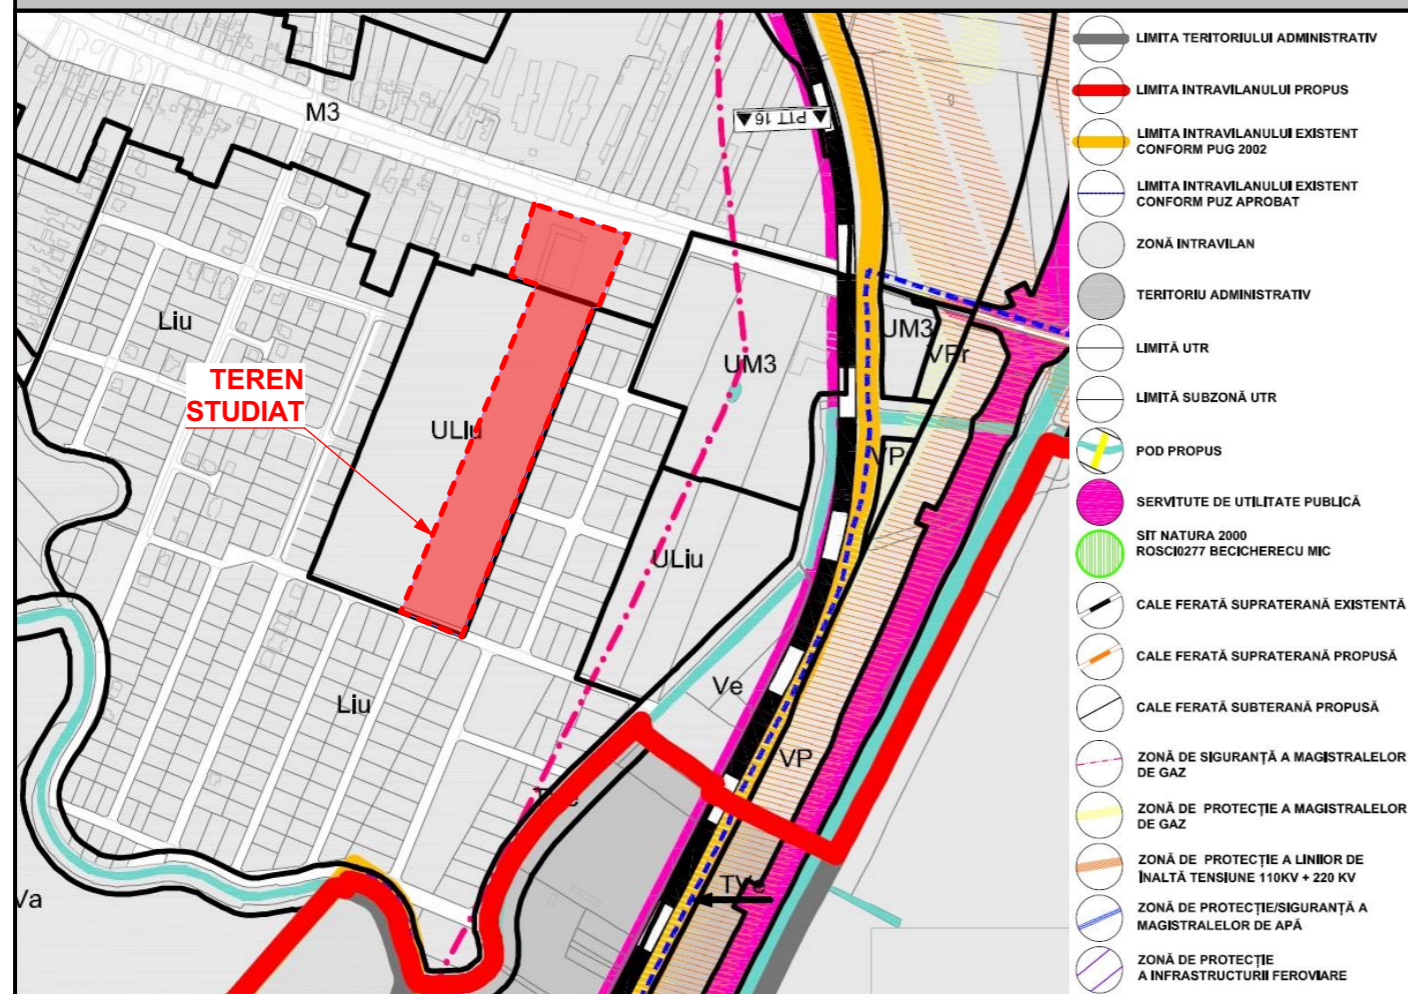 M3
PTT 16
Liu
TEREN
STUDIAT
ULiu
UM3
UM3
VFr
ULiu
Ve
Liu
VP
TVe
Va
LIMITA TERITORIULUI ADMINISTRATIV
LIMITA INTRAVILANULUI PROPUS
LIMITA INTRAVILANULUI EXISTENT
CONFORM PUG 2002
LIMITA INTRAVILANULUI EXISTENT
CONFORM PUZ APROBAT
ZONĂ INTRAVILAN
TERITORIU ADMINISTRATIV
LIMITĂ UTR
LIMITĂ SUBZONĂ UTR
POD PROPUS
SERVITUTE DE UTILITATE PUBLICĂ
SIT NATURA 2000
ROSCI0277 BECICHERECU MIC
CALE FERATĂ SUPRATERANĂ EXISTENTĂ
CALE FERATĂ SUPRATERANĂ PROPUSĂ
CALE FERATĂ SUBTERANĂ PROPUSĂ
ZONĂ DE SIGURANȚĂ A MAGISTRALELOR
DE GAZ
ZONĂ DE PROTECȚIE A MAGISTRALELOR
DE GAZ
ZONĂ DE PROTECȚIE A LINIIOR DE
ÎNALTĂ TENSIUNE 110KV + 220 KV
ZONĂ DE PROTECȚIE/SIGURANȚĂ A
MAGISTRALELOR DE APĂ
ZONĂ DE PROTECȚIE
A INFRASTRUCTURII FEROVIARE